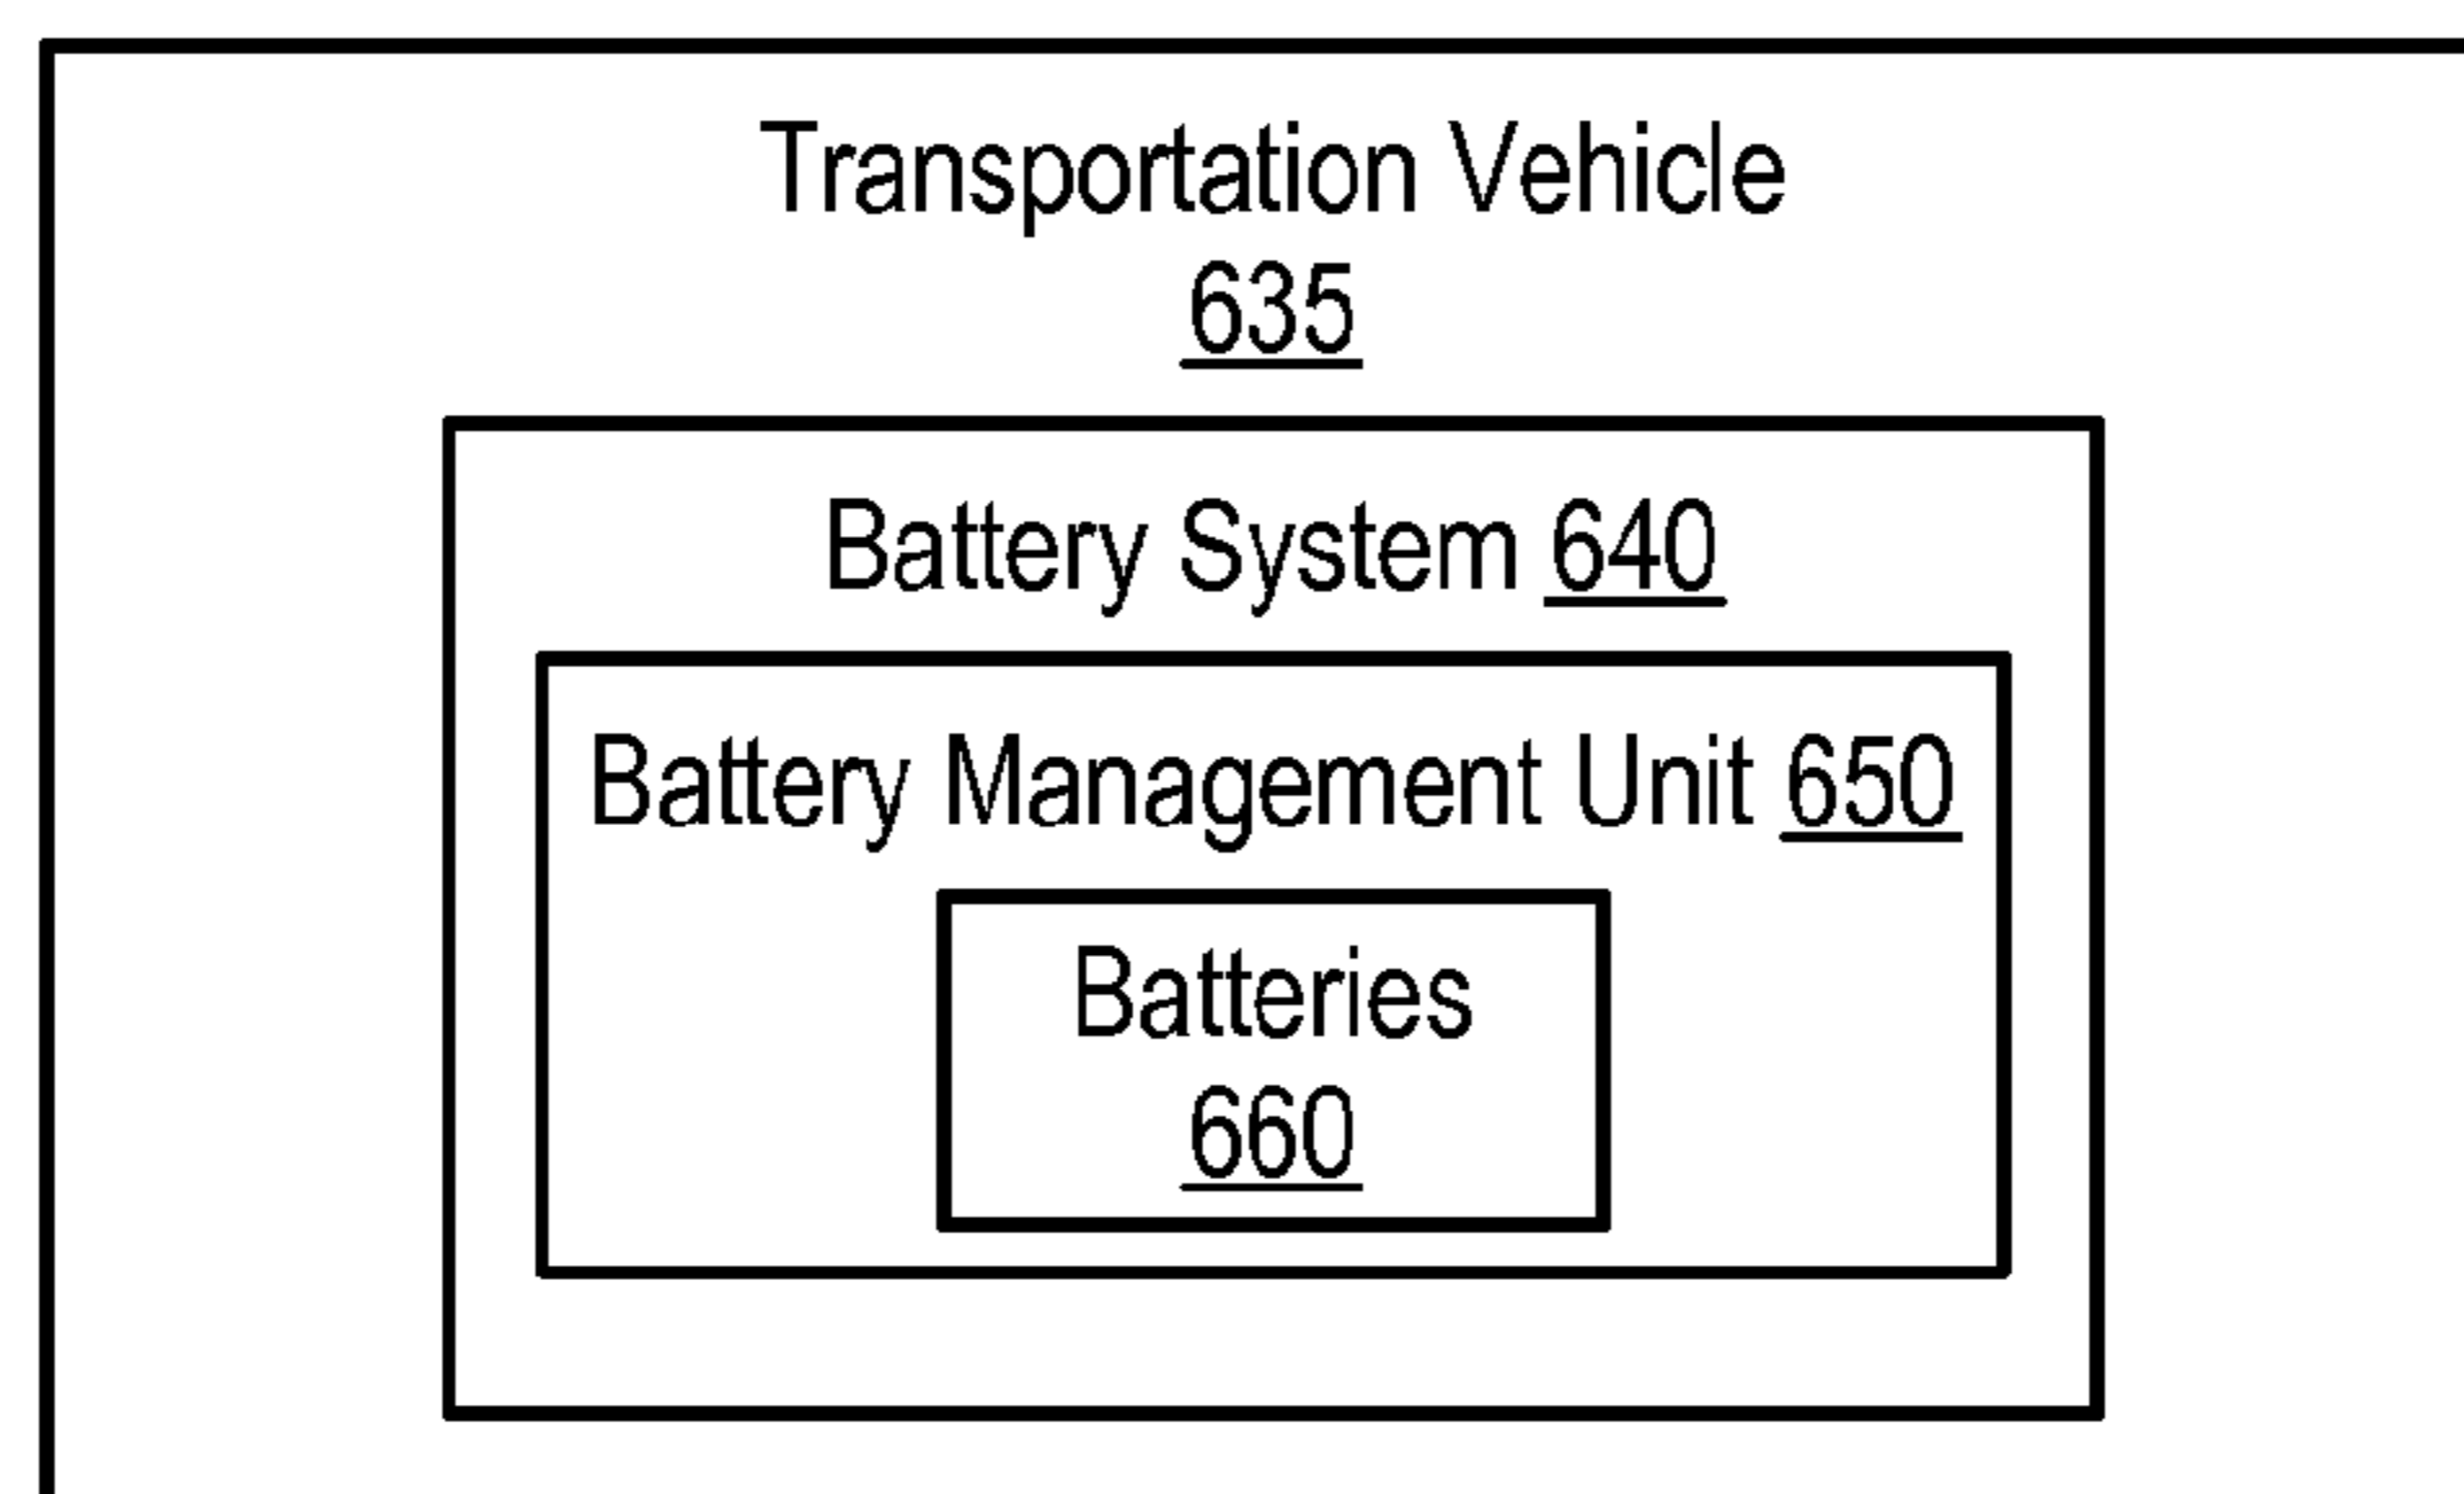 Transportation Vehicle
635
Battery System 640
Battery Management Unit 650
Batteries
660